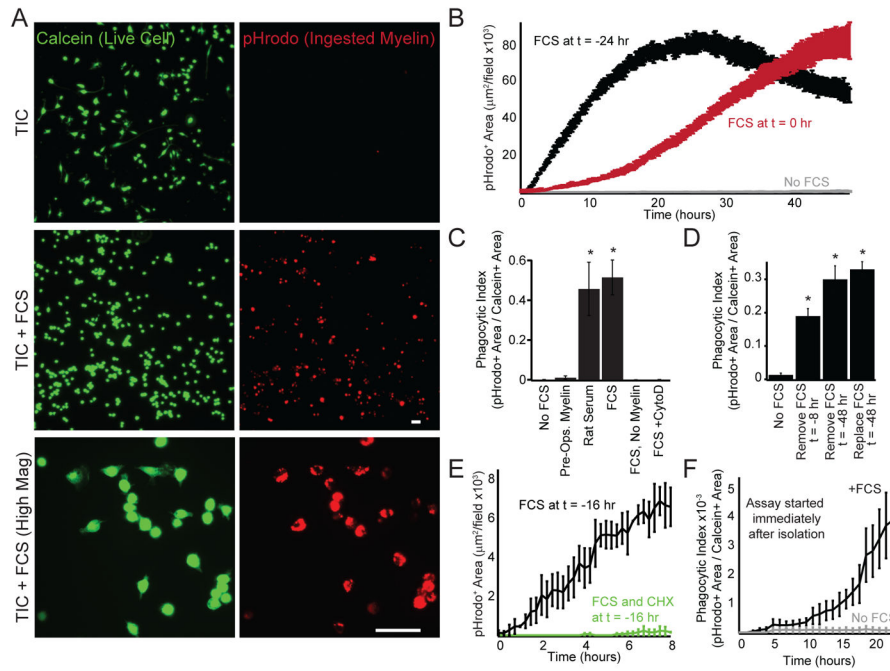 A
Calcein (Live Cell)
pHrodo (Ingested Myelin)
TIC
TIC + FCS
TIC + FCS (High Mag)
B
pHrodo⁺ Area (μm²/field x10³)
80
60
40
20
FCS at t = -24 hr
FCS at t = 0 hr
No FCS
0
10
20
30
40
Time (hours)
C
Phagocytic Index
(pHrodo+ Area / Calcein+ Area)
0.6
0.4
0.2
0.0
*
*
No FCS
Pre-Ops. Myelin
Rat Serum
FCS
FCS, No Myelin
FCS +CytoD
D
Phagocytic Index
(pHrodo+ Area / Calcein+ Area)
0.3
0.2
0.1
0
*
*
*
No FCS
Remove FCS
t = -8 hr
Remove FCS
t = -48 hr
Replace FCS
t = -48 hr
E
pHrodo⁺ Area (μm²/field x10³)
8
6
4
2
FCS at t = -16 hr
FCS and CHX
at t = -16 hr
0
1
2
3
4
5
6
7
8
Time (hours)
F
Phagocytic Index x10⁻³
(pHrodo+ Area / Calcein+ Area)
5
4
3
2
1
+FCS
Assay started
immediately
after isolation
No FCS
0
5
10
15
20
Time (hours)